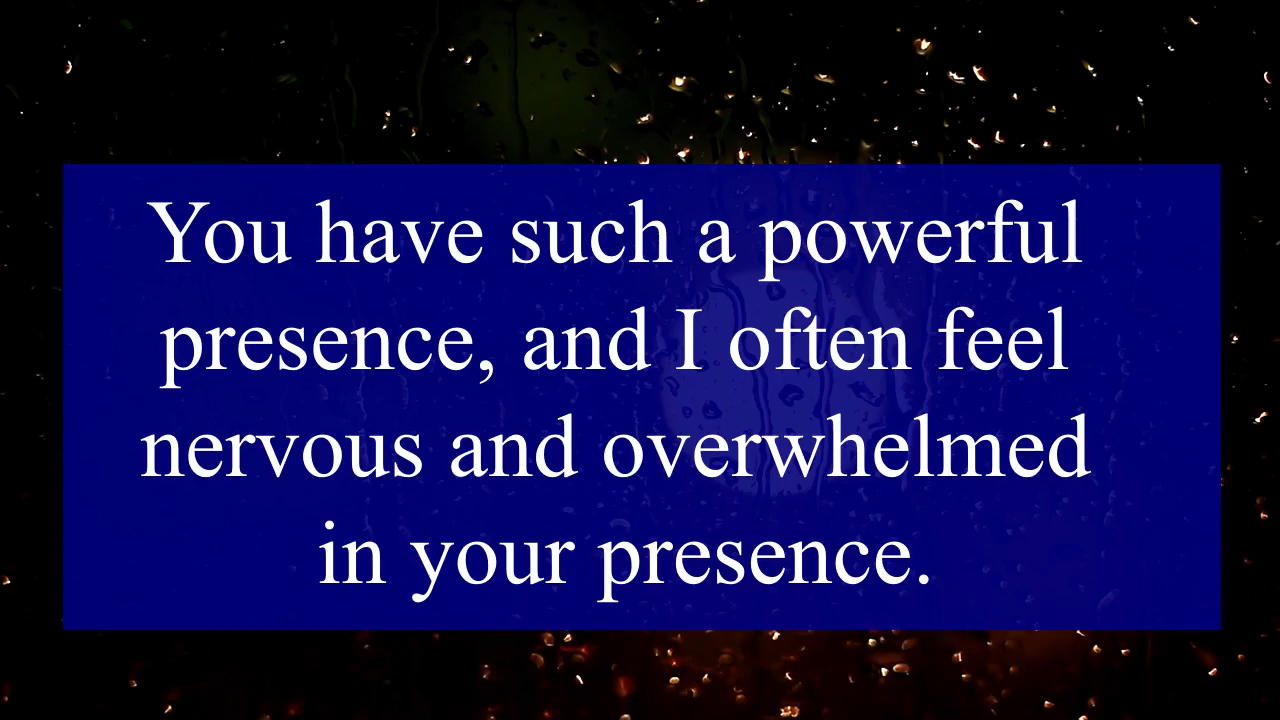 You have such a powerful
presence, and I often feel
nervous and overwhelmed
in your presence.